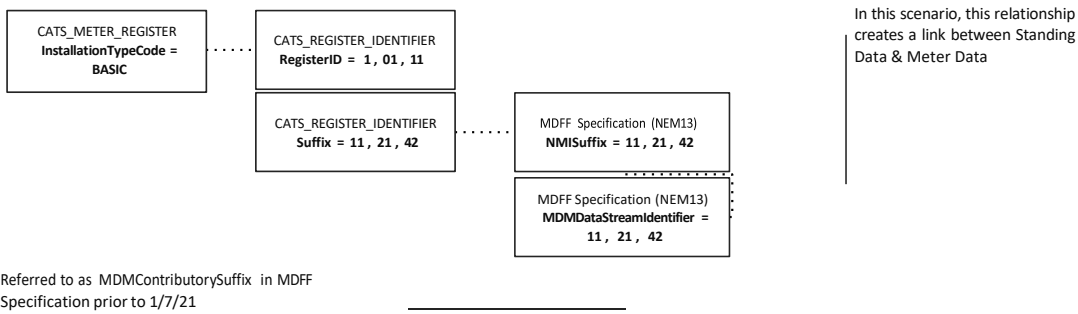 CATS_METER_REGISTER
InstallationTypeCode =
BASIC
CATS_REGISTER_IDENTIFIER
RegisterID = 1, 01, 11
CATS_REGISTER_IDENTIFIER
Suffix = 11, 21, 42
MDFF Specification (NEM13)
NMISuffix = 11, 21, 42
MDFF Specification (NEM13)
MDMDataStreamIdentifier =
11, 21, 42
In this scenario, this relationship
creates a link between Standing
Data & Meter Data
Referred to as MDMContributorySuffix in MDFF
Specification prior to 1/7/21